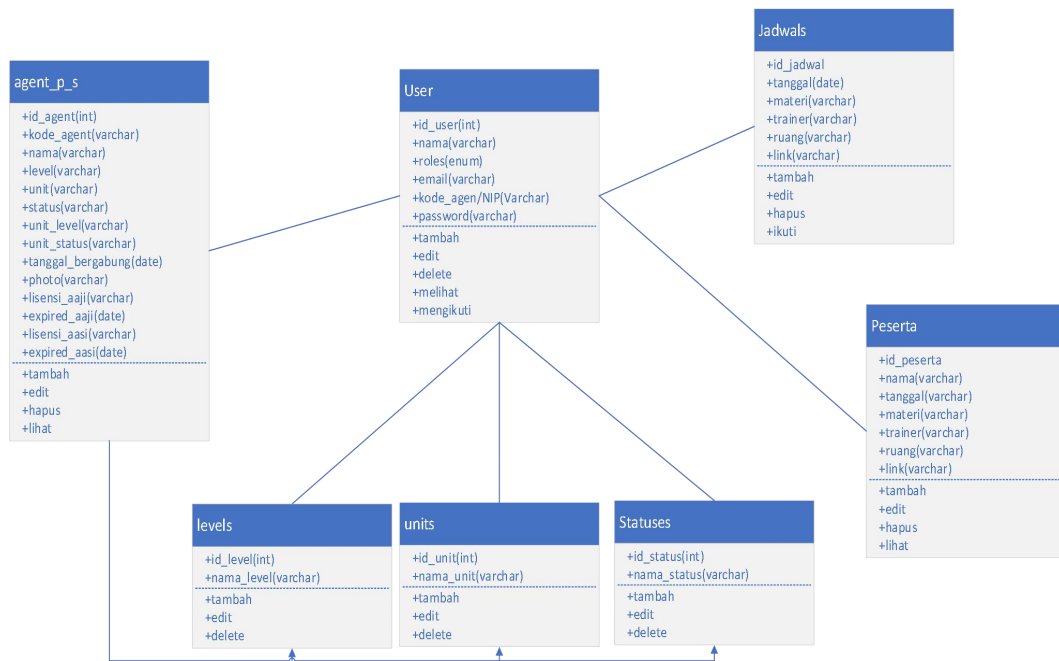 agent_p_s
+id_agent(int)
+kode_agent(varchar)
+nama(varchar)
+level(varchar)
+unit(varchar)
+status(varchar)
+unit_level(varchar)
+unit_status(varchar)
+tanggal_bergabung(date)
+photo(varchar)
+lisensi_aaji(varchar)
+expired_aaji(date)
+lisensi_aasi(varchar)
+expired_aasi(date)
+tambah
+edit
+hapus
+lihat
User
+id_user(int)
+nama(varchar)
+roles(enum)
+email(varchar)
+kode_agen/NIP(Varchar)
+password(varchar)
+tambah
+edit
+delete
+melihat
+mengikuti
Jadwals
+id_jadwal
+tanggal(date)
+materi(varchar)
+trainer(varchar)
+ruang(varchar)
+link(varchar)
+tambah
+edit
+hapus
+ikuti
Peserta
+id_peserta
+nama(varchar)
+tanggal(varchar)
+materi(varchar)
+trainer(varchar)
+ruang(varchar)
+link(varchar)
+tambah
+edit
+hapus
+lihat
levels
+id_level(int)
+nama_level(varchar)
+tambah
+edit
+delete
units
+id_unit(int)
+nama_unit(varchar)
+tambah
+edit
+delete
Statuses
+id_status(int)
+nama_status(varchar)
+tambah
+edit
+delete